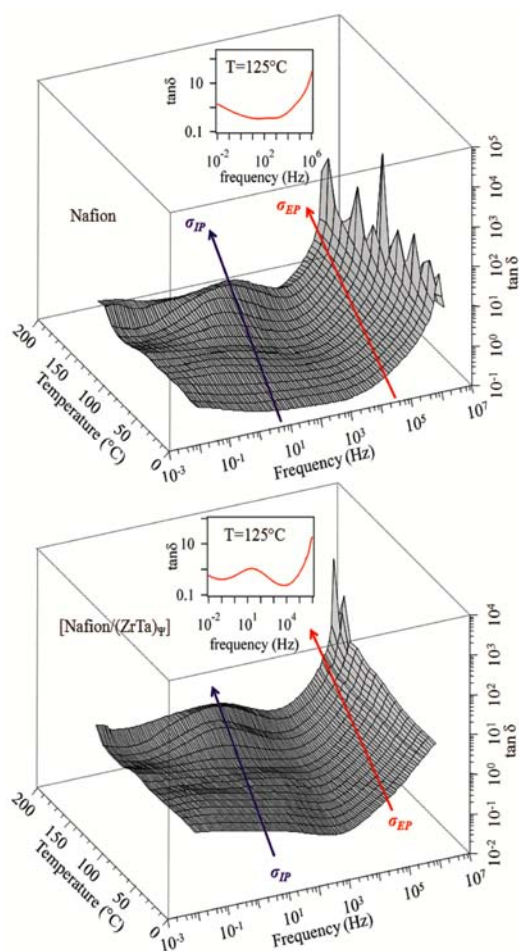 T=125°C
tanδ
10
0.1
10⁻² 10² 10⁶
frequency (Hz)
Nafion
σIP
σEP
10⁵
10⁴
10³
10²
10¹
10⁰
10⁻¹
tan δ
200
150
100
50
0
Temperature (°C)
10⁻³ 10⁻¹ 10¹ 10³ 10⁵ 10⁷
Frequency (Hz)
T=125°C
tanδ
10
0.1
10⁻² 10¹ 10⁴
frequency (Hz)
[Nafion/(ZrTa)Ψ]
σIP
σEP
10⁴
10³
10²
10¹
10⁰
10⁻¹
10⁻²
tan δ
200
150
100
50
0
Temperature (°C)
10⁻³ 10⁻¹ 10¹ 10³ 10⁵ 10⁷
Frequency (Hz)